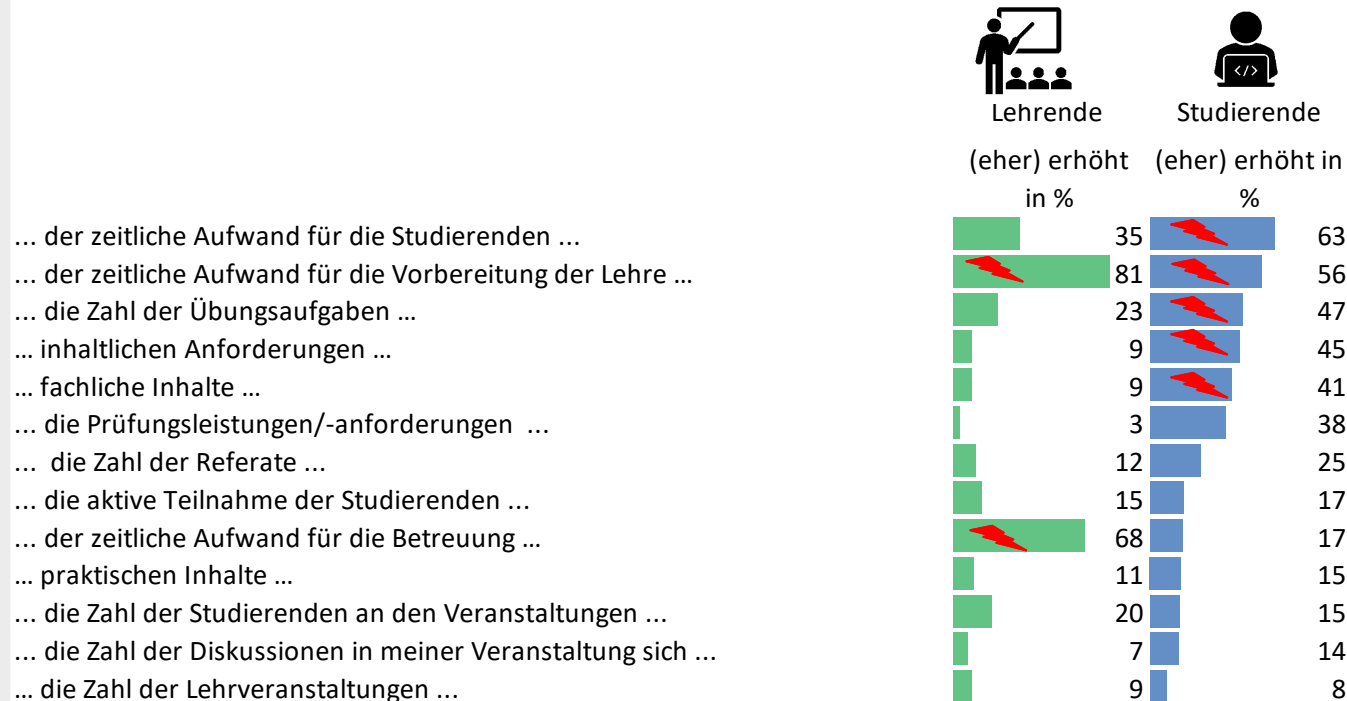 </>
Lehrende Studierende
(eher) erhöht (eher) erhöht in
in % %
... der zeitliche Aufwand für die Studierenden ... 35 63
... der zeitliche Aufwand für die Vorbereitung der Lehre … 81 56
... die Zahl der Übungsaufgaben … 23 47
… inhaltlichen Anforderungen … 9 45
… fachliche Inhalte … 9 41
... die Prüfungsleistungen/-anforderungen ... 3 38
... die Zahl der Referate ... 12 25
... die aktive Teilnahme der Studierenden ... 15 17
... der zeitliche Aufwand für die Betreuung … 68 17
… praktischen Inhalte … 11 15
... die Zahl der Studierenden an den Veranstaltungen ... 20 15
... die Zahl der Diskussionen in meiner Veranstaltung sich ... 7 14
… die Zahl der Lehrveranstaltungen ... 9 8